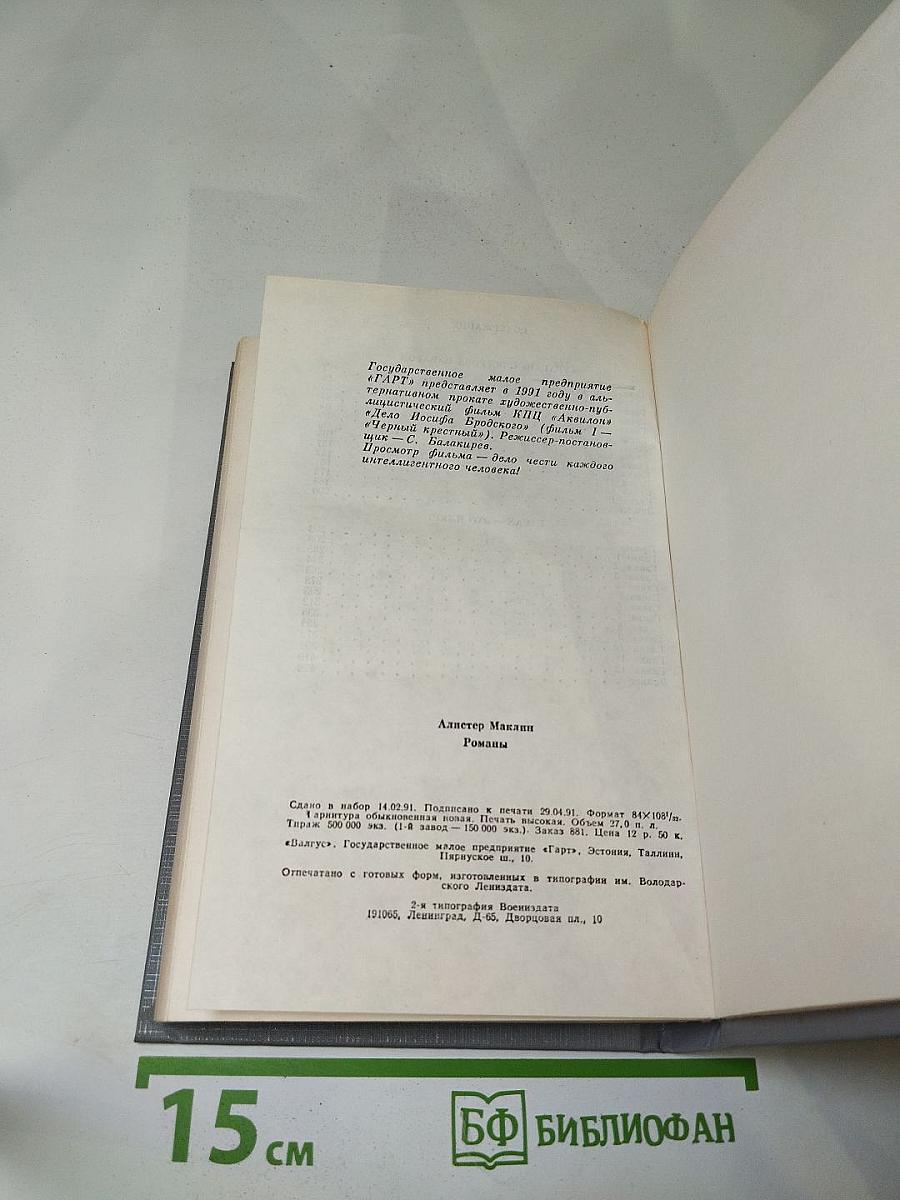 Государственное малое предприятие
«ГАРТ» представляет в 1991 году в аль-
тернативном прокате художественно-пуб-
лицистический фильм КПЦ «Аквилон»
«Дело Иосифа Бродского» (фильм I —
«Черный крестный»). Режиссер-постанов-
щик — С. Балакирев.
Просмотр фильма — дело чести каждого
интеллигентного человека!
Алистер Маклин
Романы
Сдано в набор 14.02.91. Подписано к печати 29.04.91. Формат 84×108¹/₃₂.
Гарнитура обыкновенная новая. Печать высокая. Объем 27,0 п. л.
Тираж 500 000 экз. (1-й завод — 150 000 экз.). Заказ 881. Цена 12 р. 50 к.
«Валгус». Государственное малое предприятие «Гарт», Эстония, Таллинн,
Пярнуское ш., 10.
Отпечатано с готовых форм, изготовленных в типографии им. Володар-
ского Лениздата.
2-я типография Воениздата
191065, Ленинград, Д-65, Дворцовая пл., 10
15 см
БФ БИБЛИОФАН